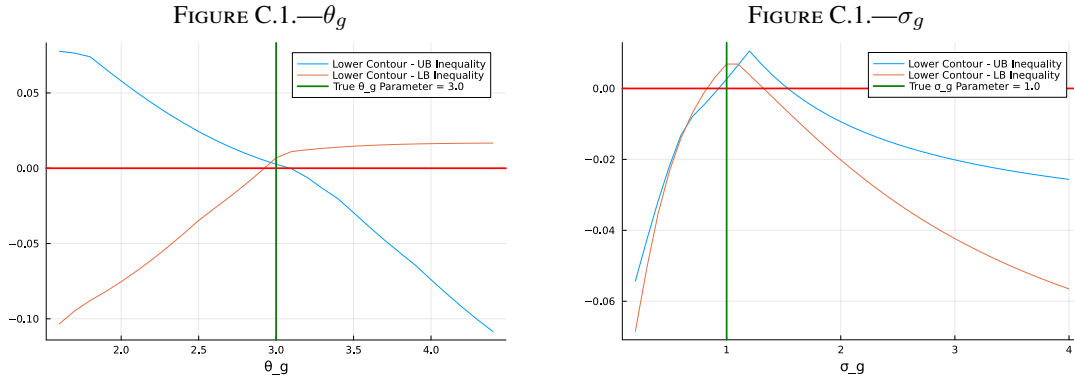 FIGURE C.1.—θ_g
Lower Contour - UB Inequality
Lower Contour - LB Inequality
True θ_g Parameter = 3.0
0.05
0.00
−0.05
−0.10
2.0 2.5 3.0 3.5 4.0
θ_g
FIGURE C.1.—σ_g
Lower Contour - UB Inequality
Lower Contour - LB Inequality
True σ_g Parameter = 1.0
0.00
−0.02
−0.04
−0.06
1 2 3 4
σ_g